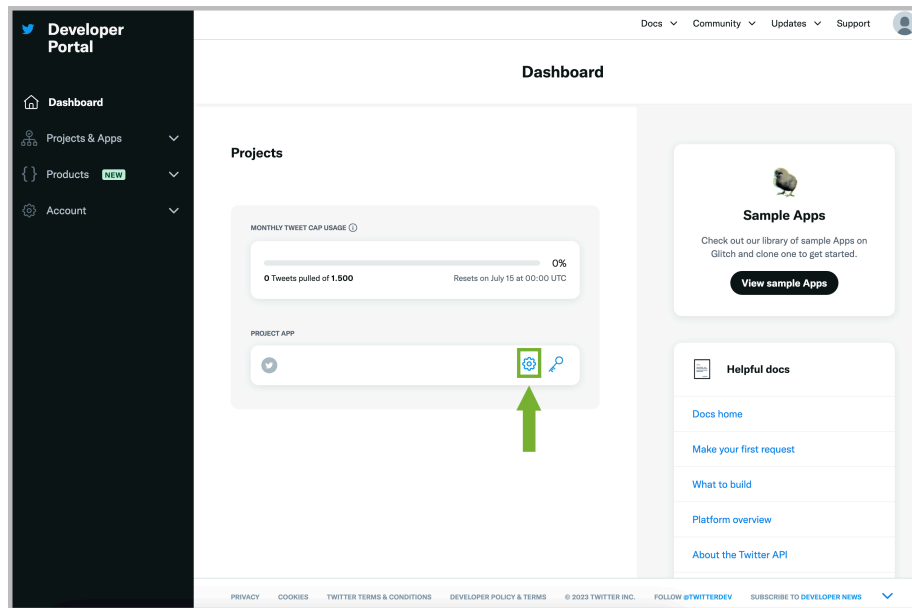 Developer
Portal
Docs
Community
Updates
Support
Dashboard
Dashboard
Projects & Apps
Products NEW
Account
Projects
MONTHLY TWEET CAP USAGE
0%
0 Tweets pulled of 1.500
Resets on July 15 at 00:00 UTC
PROJECT APP
Sample Apps
Check out our library of sample Apps on
Glitch and clone one to get started.
View sample Apps
Helpful docs
Docs home
Make your first request
What to build
Platform overview
About the Twitter API
PRIVACY
COOKIES
TWITTER TERMS & CONDITIONS
DEVELOPER POLICY & TERMS
© 2023 TWITTER INC.
FOLLOW @TWITTERDEV
SUBSCRIBE TO DEVELOPER NEWS